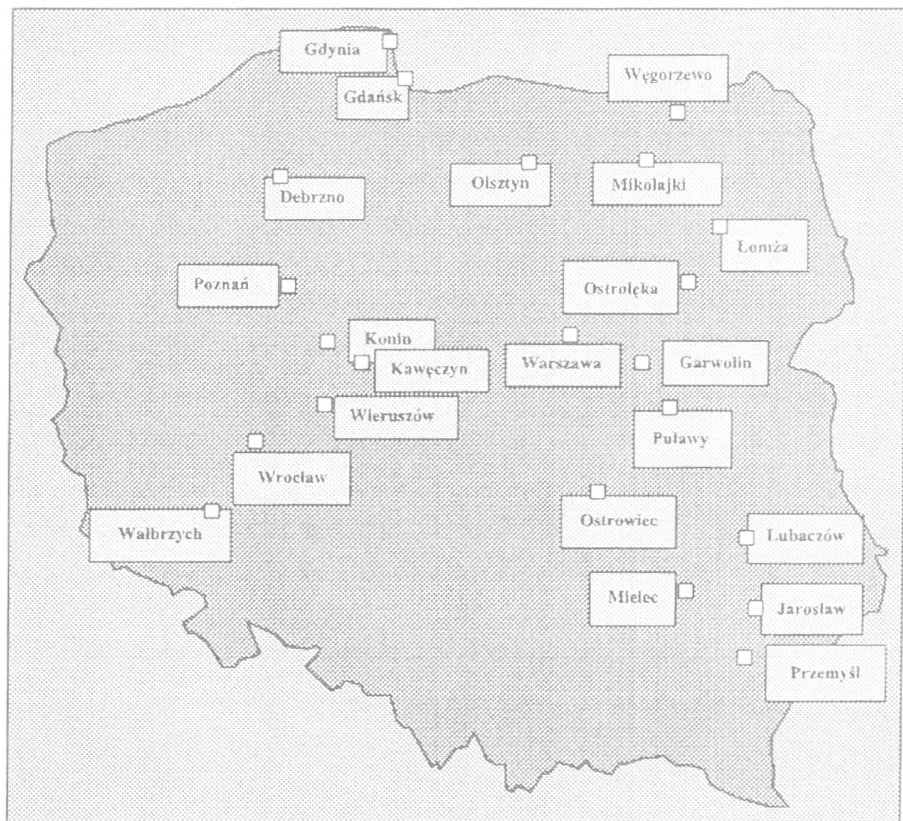 Gdynia
Gdańsk
Węgorzewo
Olsztyn
Mikolajki
Debrzno
Łomża
Poznań
Ostrołęka
Konin
Kawęczyn
Warszawa
Garwolin
Wieruszów
Puławy
Wrocław
Ostrowiec
Wałbrzych
Lubaczów
Mielec
Jarosław
Przemyśl